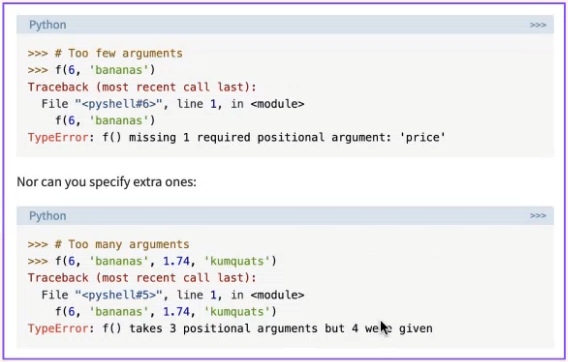 Python >>>
>>> # Too few arguments
>>> f(6, 'bananas')
Traceback (most recent call last):
  File "<pyshell#6>", line 1, in <module>
    f(6, 'bananas')
TypeError: f() missing 1 required positional argument: 'price'
Nor can you specify extra ones:
Python >>>
>>> # Too many arguments
>>> f(6, 'bananas', 1.74, 'kumquats')
Traceback (most recent call last):
  File "<pyshell#5>", line 1, in <module>
    f(6, 'bananas', 1.74, 'kumquats')
TypeError: f() takes 3 positional arguments but 4 were given